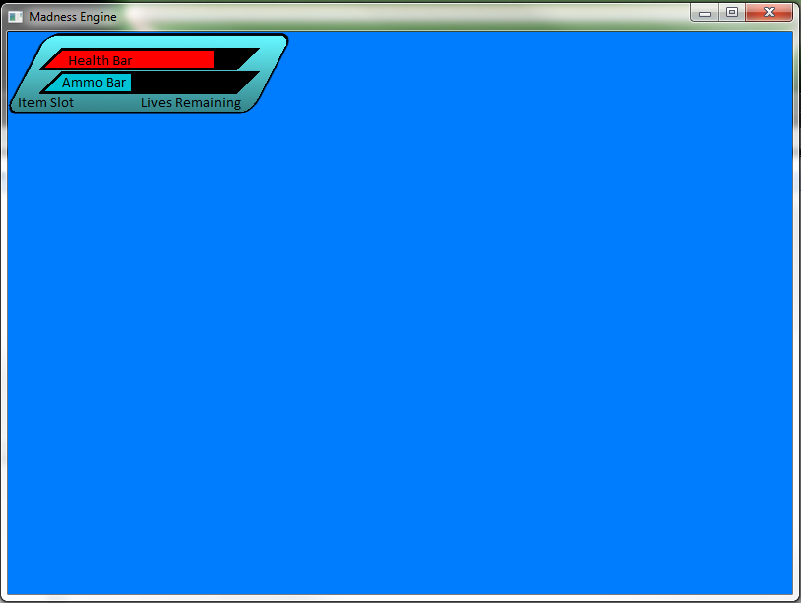 Madness Engine
Health Bar
Ammo Bar
Item Slot Lives Remaining